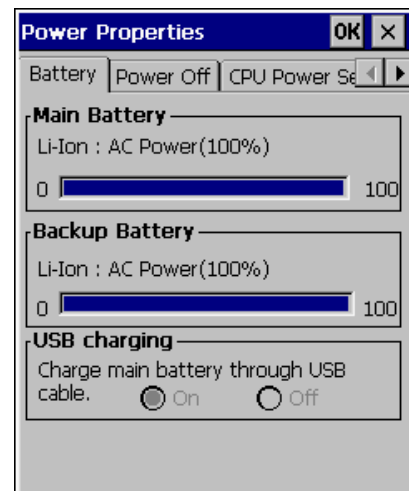 Power Properties OK ×
Battery Power Off CPU Power Se
Main Battery
Li-Ion : AC Power(100%)
0 100
Backup Battery
Li-Ion : AC Power(100%)
0 100
USB charging
Charge main battery through USB
cable. On Off